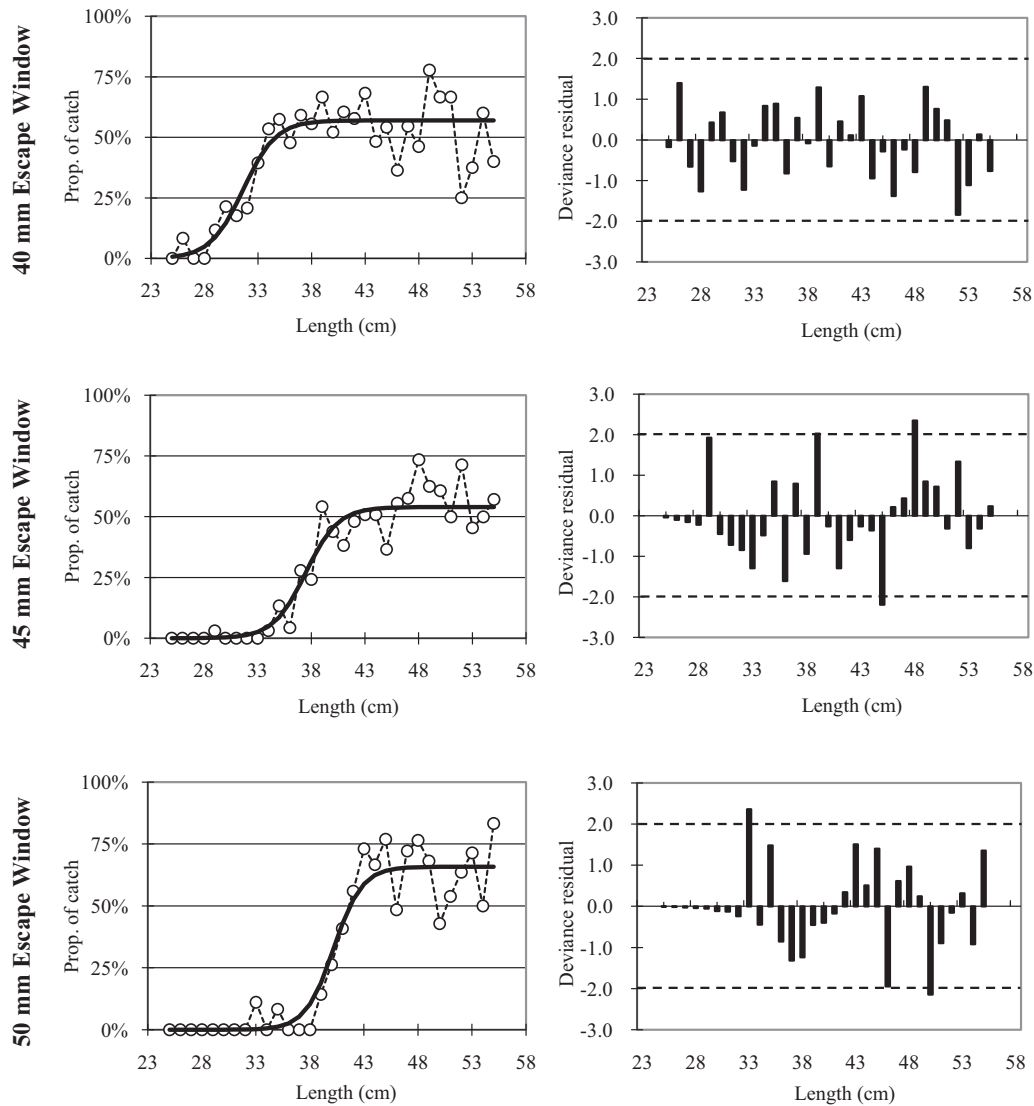 40 mm Escape Window
Prop. of catch
100%
75%
50%
25%
0%
23 28 33 38 43 48 53 58
Length (cm)
Deviance residual
3.0
2.0
1.0
0.0
-1.0
-2.0
-3.0
23 28 33 38 43 48 53 58
Length (cm)
45 mm Escape Window
Prop. of catch
100%
75%
50%
25%
0%
23 28 33 38 43 48 53 58
Length (cm)
Deviance residual
3.0
2.0
1.0
0.0
-1.0
-2.0
-3.0
23 28 33 38 43 48 53 58
Length (cm)
50 mm Escape Window
Prop. of catch
100%
75%
50%
25%
0%
23 28 33 38 43 48 53 58
Length (cm)
Deviance residual
3.0
2.0
1.0
0.0
-1.0
-2.0
-3.0
23 28 33 38 43 48 53 58
Length (cm)